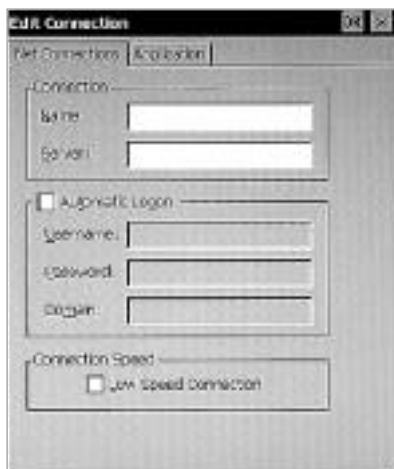 Edit Connection OK ×
Net Connections Application
Connection
Name:
Server:
Automatic Logon
Username:
Password:
Domain:
Connection Speed
Low Speed Connection